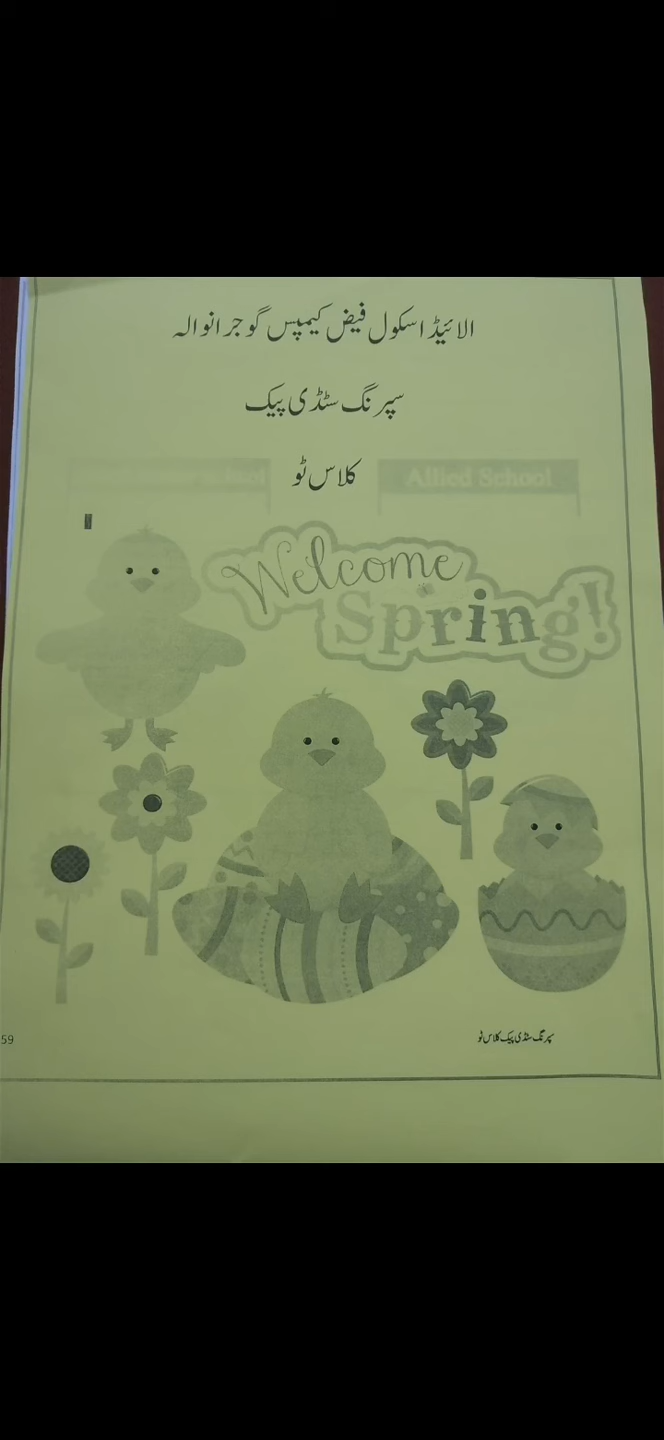 الائیڈ اسکول فیض کیمپس گوجرانوالہ
سپرنگ سٹڈی پیک
کلاس ٹو
Allied School
Welcome
Spring!
59
سپرنگ سٹڈی پیک کلاس ٹو